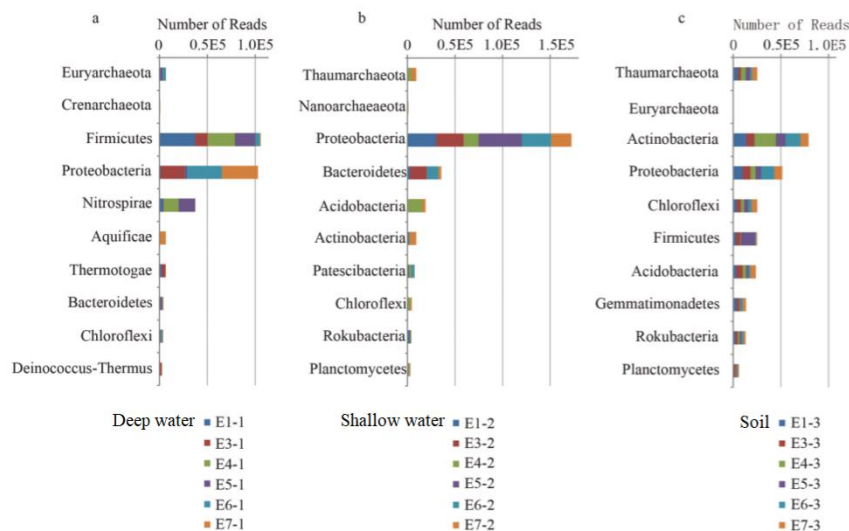 a
Number of Reads
0 0.5E5 1.0E5
Euryarchaeota
Crenarchaeota
Firmicutes
Proteobacteria
Nitrospirae
Aquificae
Thermotogae
Bacteroidetes
Chloroflexi
Deinococcus-Thermus
Deep water
E1-1
E3-1
E4-1
E5-1
E6-1
E7-1
b
Number of Reads
0 0.5E5 1.0E5 1.5E5
Thaumarchaeota
Nanoarchaeaeota
Proteobacteria
Bacteroidetes
Acidobacteria
Actinobacteria
Patescibacteria
Chloroflexi
Rokubacteria
Planctomycetes
Shallow water
E1-2
E3-2
E4-2
E5-2
E6-2
E7-2
c
Number of Reads
0 0.5E5 1.0E5
Thaumarchaeota
Euryarchaeota
Actinobacteria
Proteobacteria
Chloroflexi
Firmicutes
Acidobacteria
Gemmatimonadetes
Rokubacteria
Planctomycetes
Soil
E1-3
E3-3
E4-3
E5-3
E6-3
E7-3